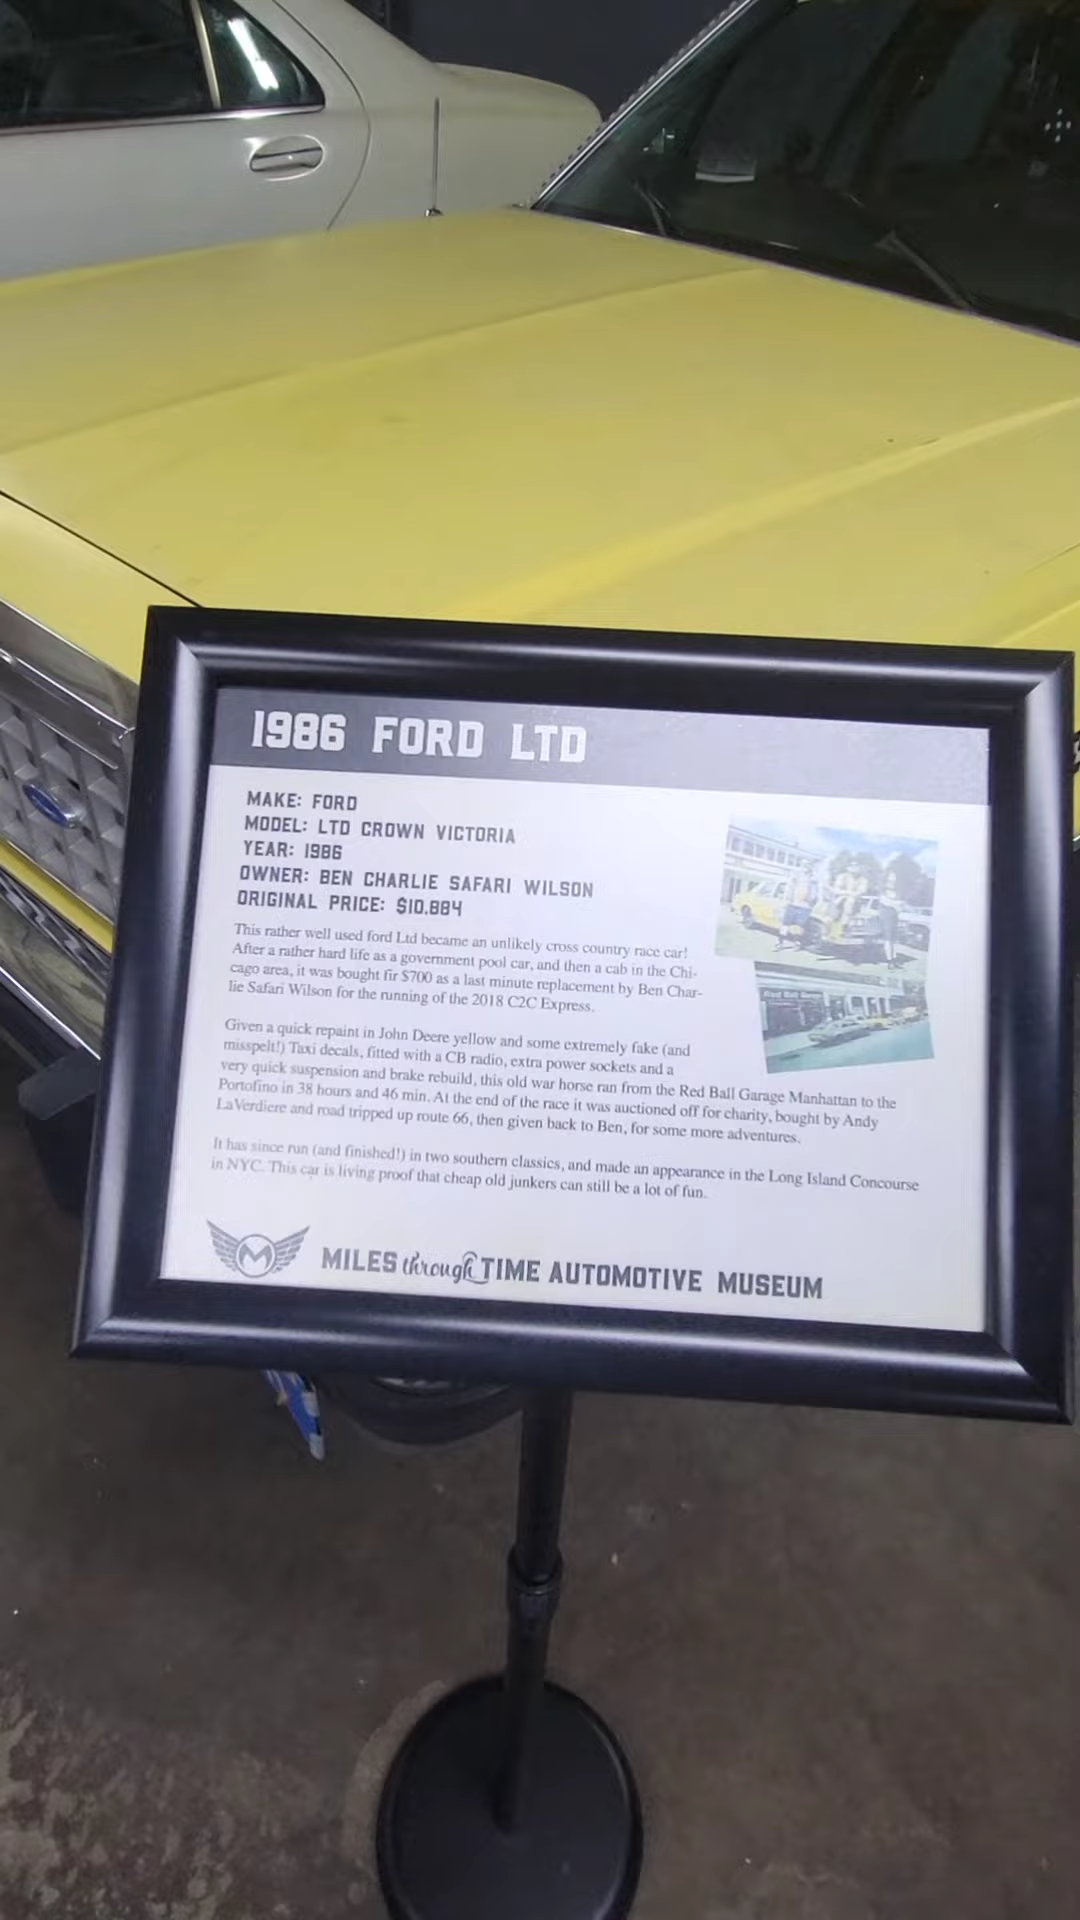 1986 FORD LTD
MAKE: FORD
MODEL: LTD CROWN VICTORIA
YEAR: 1986
OWNER: BEN CHARLIE SAFARI WILSON
ORIGINAL PRICE: $10,884
This rather well used ford Ltd became an unlikely cross country race car!
After a rather hard life as a government pool car, and then a cab in the Chi-
cago area, it was bought fir $700 as a last minute replacement by Ben Char-
lie Safari Wilson for the running of the 2018 C2C Express.
Given a quick repaint in John Deere yellow and some extremely fake (and
misspelt!) Taxi decals, fitted with a CB radio, extra power sockets and a
very quick suspension and brake rebuild, this old war horse ran from the Red Ball Garage Manhattan to the
Portofino in 38 hours and 46 min. At the end of the race it was auctioned off for charity, bought by Andy
LaVerdiere and road tripped up route 66, then given back to Ben, for some more adventures.
It has since run (and finished!) in two southern classics, and made an appearance in the Long Island Concourse
in NYC. This car is living proof that cheap old junkers can still be a lot of fun.
M MILES through TIME AUTOMOTIVE MUSEUM